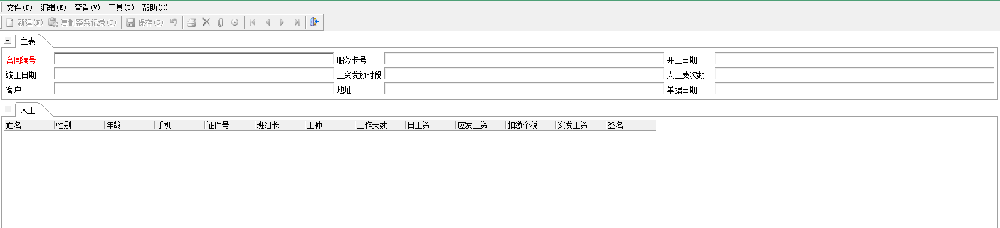 文件(F) 编辑(E) 查看(V) 工具(T) 帮助(H)
新建(N) 复制整条记录(C) 保存(S)
主表
合同编号 服务卡号 开工日期
竣工日期 工资发放时段 人工费次数
客户 地址 单据日期
人工
姓名 性别 年龄 手机 证件号 班组长 工种 工作天数 日工资 应发工资 扣缴个税 实发工资 签名